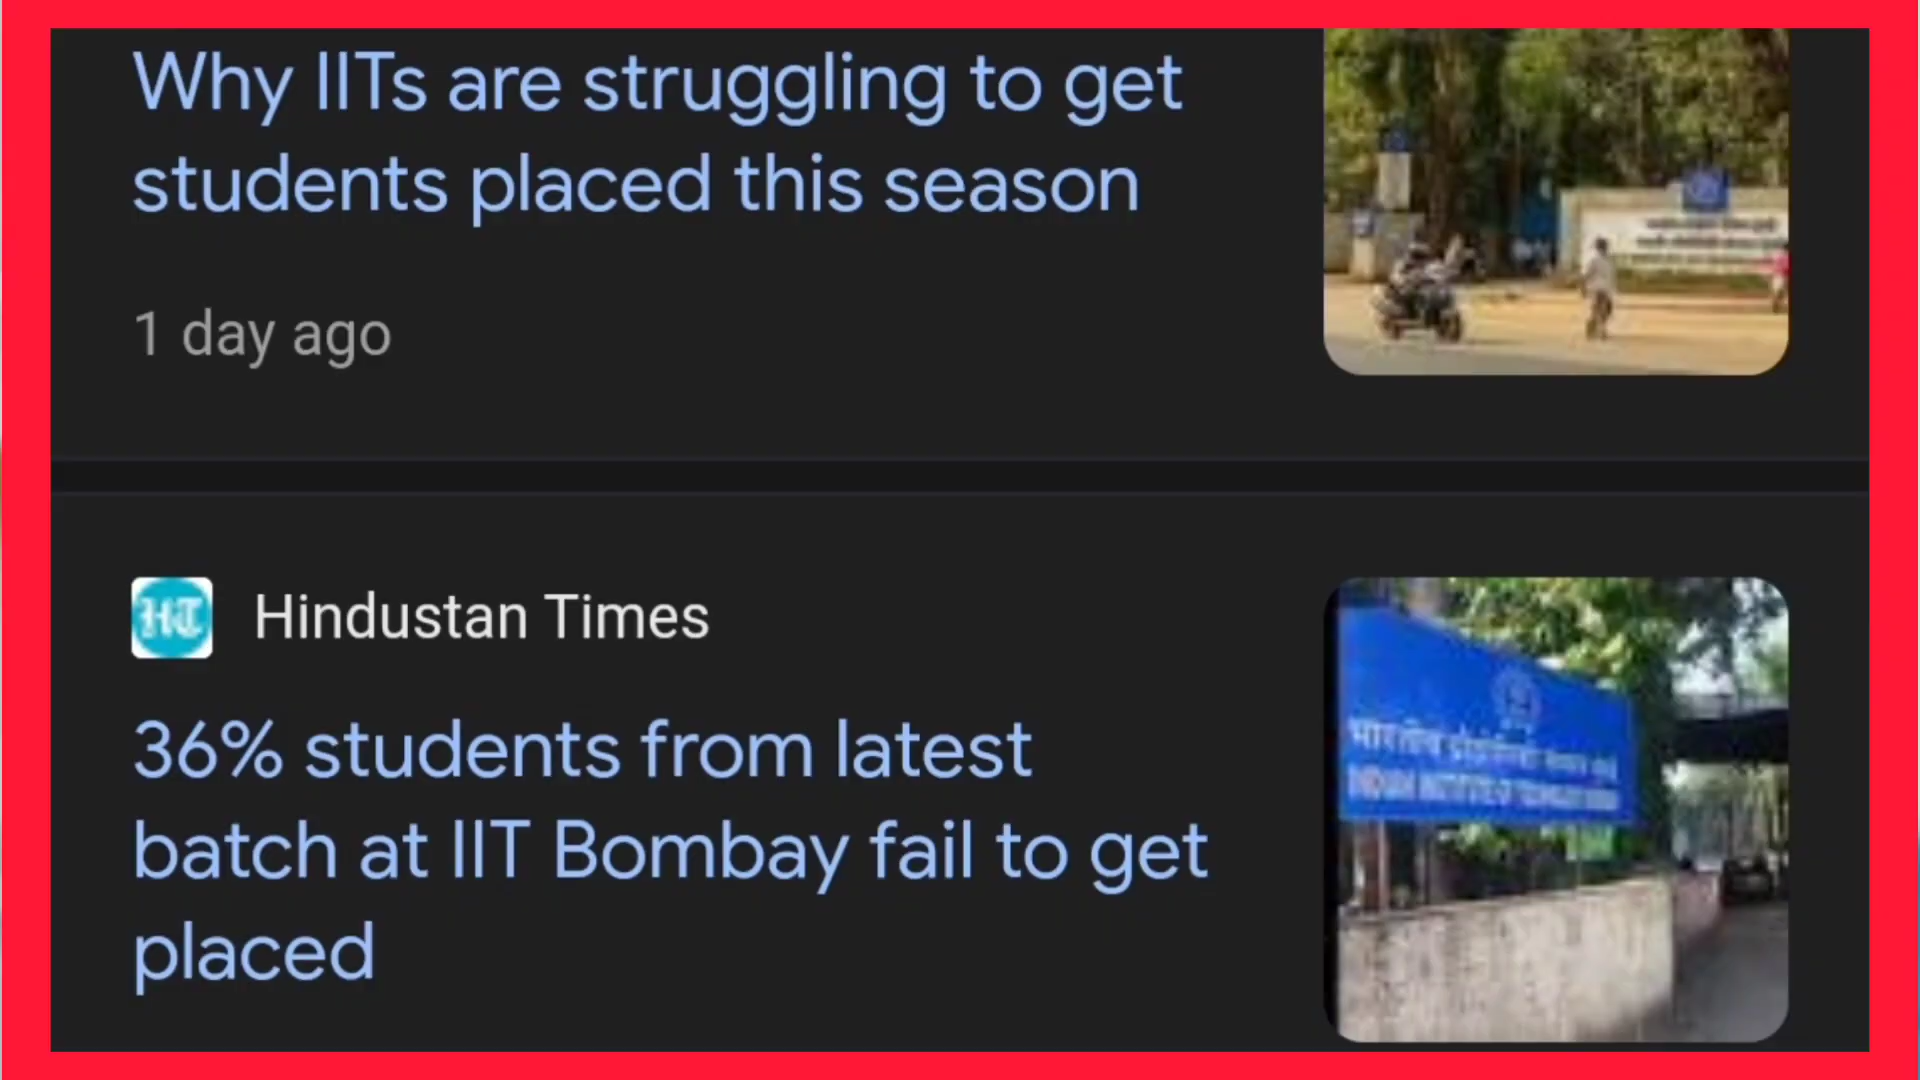 Why IITs are struggling to get
students placed this season
1 day ago
HT
Hindustan Times
36% students from latest
batch at IIT Bombay fail to get
placed